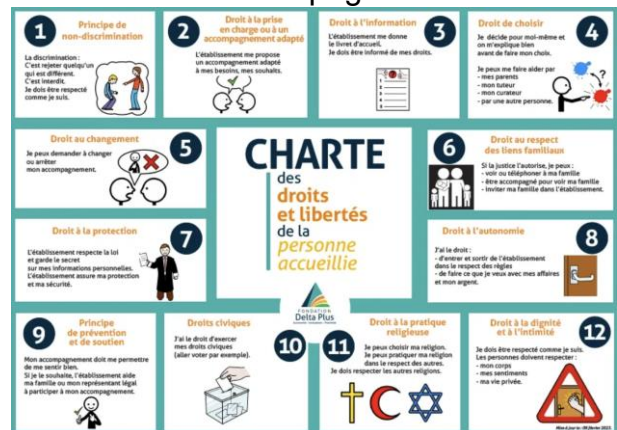 1
Principe de
non-discrimination
La discrimination :
C'est rejeter quelqu'un
qui est différent.
C'est interdit.
Je dois être respecté
comme je suis.
2
Droit à la prise
en charge ou à un
accompagnement adapté
L'établissement me propose
un accompagnement adapté
à mes besoins, mes souhaits.
Droit à l'information
3
L'établissement me donne
le livret d'accueil.
Je dois être informé de mes droits.
Droit de choisir
4
Je décide pour moi-même et
on m'explique bien
avant de faire mon choix.
Je peux me faire aider par
- mes parents
- mon tuteur
- mon curateur
- par une autre personne.
?
Droit au changement
5
Je peux demander à changer
ou arrêter
mon accompagnement.
CHARTE
des
droits
et libertés
de la
personne
accueillie
FONDATION
Delta Plus
6
Droit au respect
des liens familiaux
Si la justice l'autorise, je peux :
- voir ou téléphoner à ma famille
- être accompagné pour voir ma famille
- inviter ma famille dans l'établissement.
Droit à la protection
7
L'établissement respecte la loi
et garde le secret
sur mes informations personnelles.
L'établissement assure ma protection
et ma sécurité.
Droit à l'autonomie
8
J'ai le droit :
- d'entrer et sortir de l'établissement
dans le respect des règles
- de faire ce que je veux avec mes affaires
et mon argent.
9
Principe
de prévention
et de soutien
Mon accompagnement doit me permettre
de me sentir bien.
Si je le souhaite, l'établissement aide
ma famille ou mon représentant légal
à participer à mon accompagnement.
Droits civiques
10
J'ai le droit d'exercer
mes droits civiques
(aller voter par exemple).
11
Droit à la pratique
religieuse
Je peux choisir ma religion.
Je peux pratiquer ma religion
dans le respect des autres.
Je dois respecter les autres religions.
Droit à la dignité
et à l'intimité
12
Je dois être respecté comme je suis.
Les personnes doivent respecter :
- mon corps
- mes sentiments
- ma vie privée.